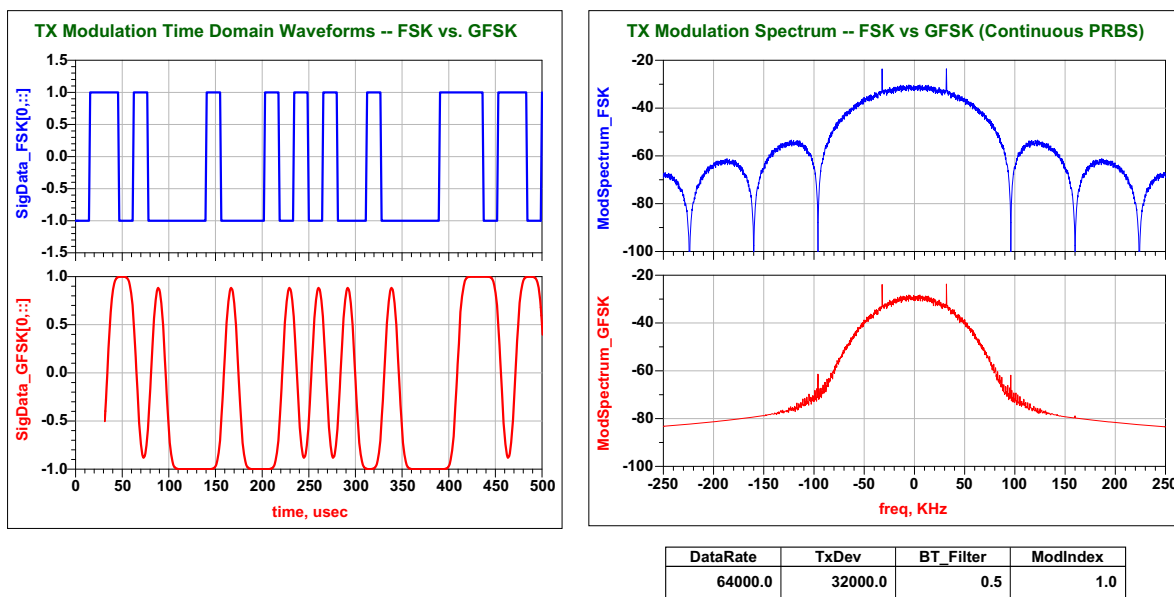 TX Modulation Time Domain Waveforms -- FSK vs. GFSK
SigData_FSK[0,::]
1.5
1.0
0.5
0.0
-0.5
-1.0
-1.5
SigData_GFSK[0,::]
1.0
0.5
0.0
-0.5
-1.0
0 50 100 150 200 250 300 350 400 450 500
time, usec
TX Modulation Spectrum -- FSK vs GFSK (Continuous PRBS)
ModSpectrum_FSK
-20
-40
-60
-80
-100
ModSpectrum_GFSK
-20
-40
-60
-80
-100
-250 -200 -150 -100 -50 0 50 100 150 200 250
freq, KHz
DataRate TxDev BT_Filter ModIndex
64000.0 32000.0 0.5 1.0